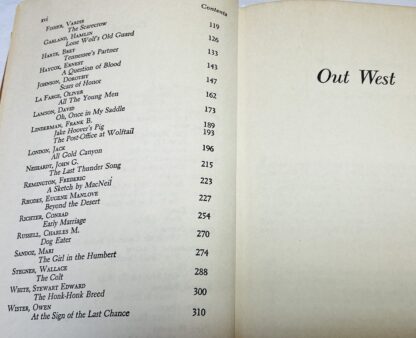 xvi
Contents
FISHER, VARDIS
The Scarecrow 119
GARLAND, HAMLIN
Lone Wolf's Old Guard 126
HARTE, BRET
Tennessee's Partner 133
HAYCOX, ERNEST
A Question of Blood 143
JOHNSON, DOROTHY
Scars of Honor 147
LA FARGE, OLIVER
All The Young Men 162
LAMSON, DAVID
Oh, Once in My Saddle 173
LINDERMAN, FRANK B.
Jake Hoover's Pig 189
The Post-Office at Wolftail 193
LONDON, JACK
All Gold Canyon 196
NEIHARDT, JOHN G.
The Last Thunder Song 215
REMINGTON, FREDERIC
A Sketch by MacNeil 223
RHODES, EUGENE MANLOVE
Beyond the Desert 227
RICHTER, CONRAD
Early Marriage 254
RUSSELL, CHARLES M.
Dog Eater 270
SANDOZ, MARI
The Girl in the Humbert 274
STEGNER, WALLACE
The Colt 288
WHITE, STEWART EDWARD
The Honk-Honk Breed 300
WISTER, OWEN
At the Sign of the Last Chance 310
Out West